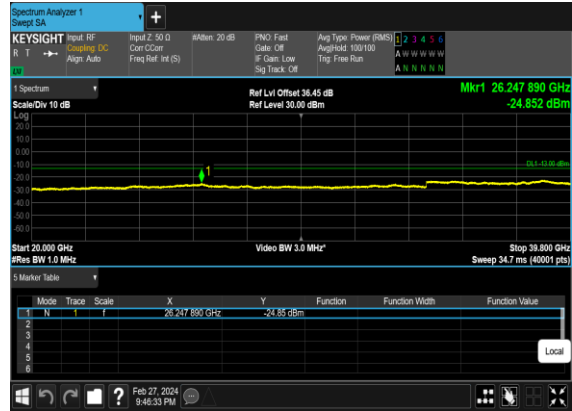 Spectrum Analyzer 1
Swept SA
+
KEYSIGHT Input: RF Input Z: 50 Ω #Atten: 20 dB PNO: Fast Avg Type: Power (RMS) 1 2 3 4 5 6
R T Coupling: DC Corr CCorr Gate: Off Avg|Hold: 100/100 A W W W W W
Align: Auto Freq Ref: Int (S) IF Gain: Low Trig: Free Run
LW Sig Track: Off A N N N N N
1 Spectrum Ref Lvl Offset 36.45 dB Mkr1 26.247 890 GHz
Scale/Div 10 dB Ref Level 30.00 dBm -24.852 dBm
Log
20.0
10.0
0.00
-10.0 DL1 -13.00 dBm
-20.0 1
-30.0
-40.0
-50.0
-60.0
Start 20.000 GHz Video BW 3.0 MHz* Stop 39.800 GHz
#Res BW 1.0 MHz Sweep 34.7 ms (40001 pts)
5 Marker Table
Mode Trace Scale X Y Function Function Width Function Value
1 N 1 f 26.247 890 GHz -24.85 dBm
2
3
4
5
6
Local
? Feb 27, 2024
9:46:33 PM